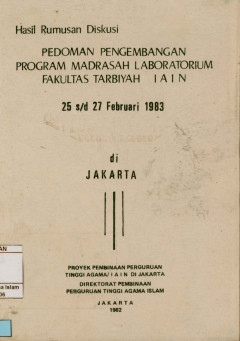 Hasil Rumusan Diskusi
PEDOMAN PENGEMBANGAN
PROGRAM MADRASAH LABORATORIUM
FAKULTAS TARBIYAH IAIN
25 s/d 27 Februari 1983
di
JAKARTA
PROYEK PEMBINAAN PERGURUAN
TINGGI AGAMA/IAIN DI JAKARTA
DIREKTORAT PEMBINAAN
PERGURUAN TINGGI AGAMA ISLAM
JAKARTA
1982